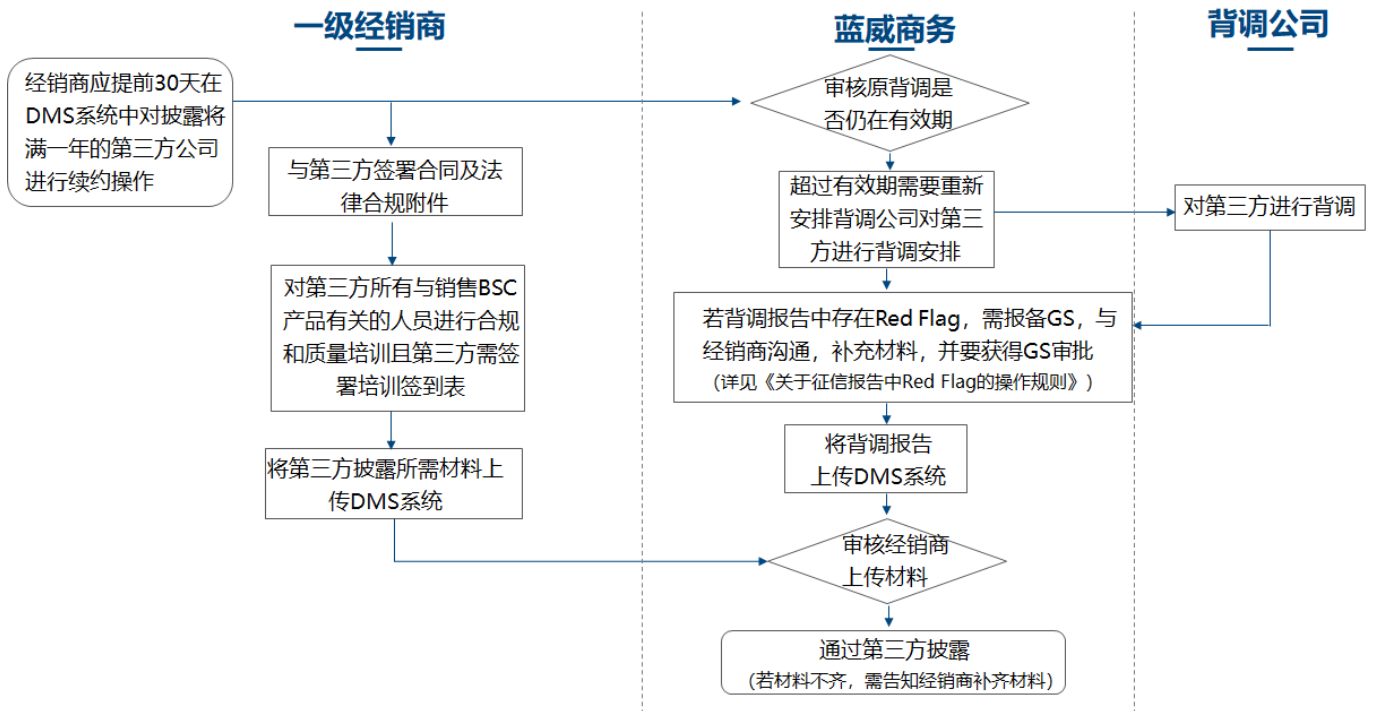 一级经销商
蓝威商务
背调公司
经销商应提前30天在
DMS系统中对披露将
满一年的第三方公司
进行续约操作
审核原背调是
否仍在有效期
与第三方签署合同及法
律合规附件
超过有效期需要重新
安排背调公司对第三
方进行背调安排
对第三方进行背调
对第三方所有与销售BSC
产品有关的人员进行合规
和质量培训且第三方需签
署培训签到表
若背调报告中存在Red Flag，需报备GS，与
经销商沟通，补充材料，并要获得GS审批
（详见《关于征信报告中Red Flag的操作规则》）
将第三方披露所需材料上
传DMS系统
将背调报告
上传DMS系统
审核经销商
上传材料
通过第三方披露
（若材料不齐，需告知经销商补齐材料）